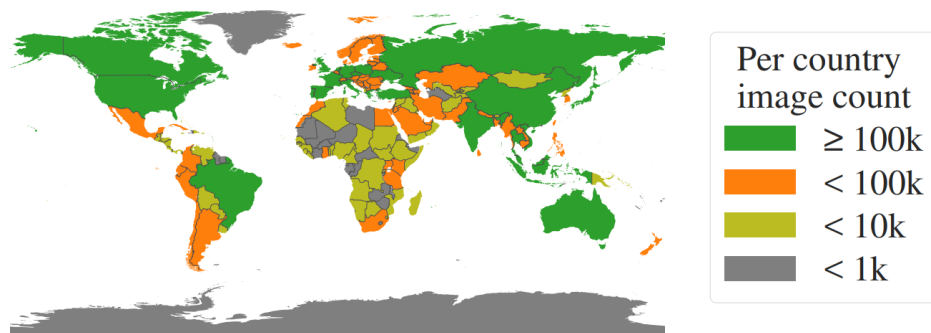 Per country
image count
≥ 100k
< 100k
< 10k
< 1k